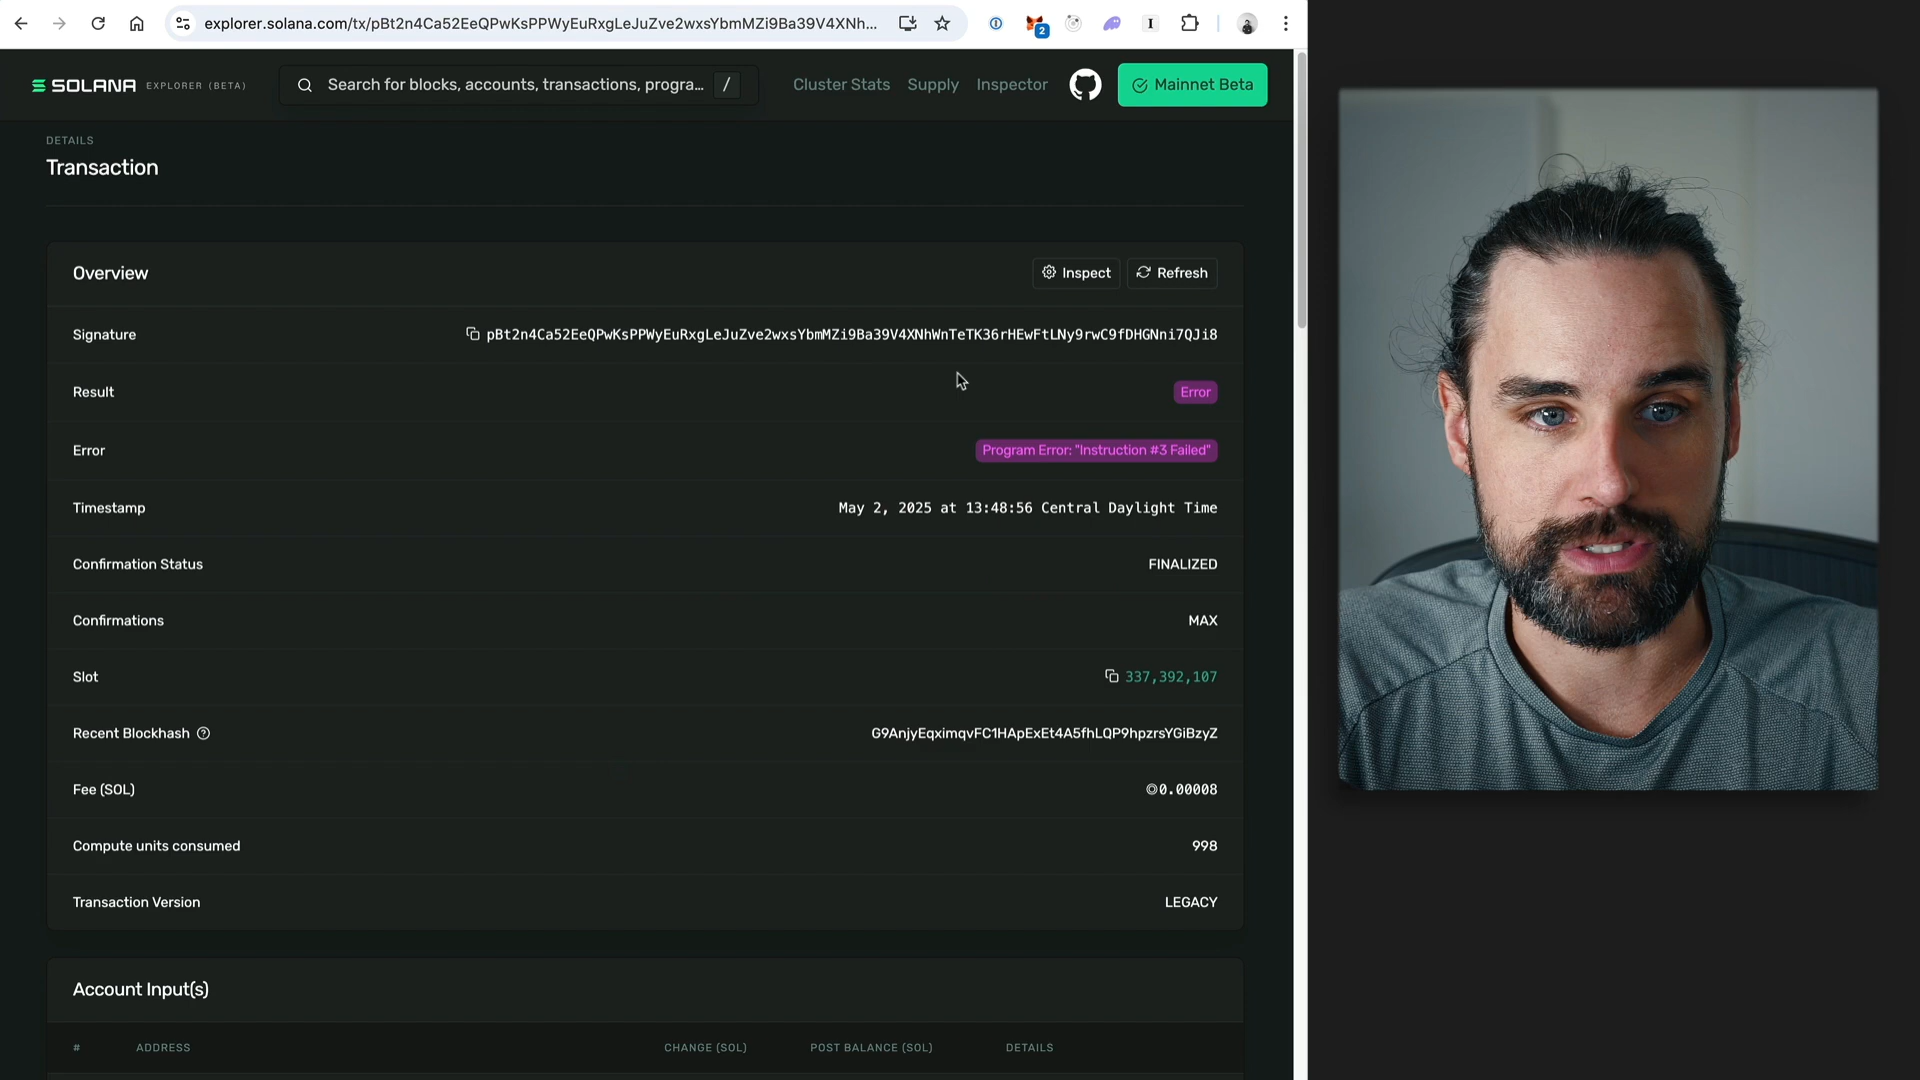 explorer.solana.com/tx/pBt2n4Ca52EeQPwKsPPWyEuRxgLeJuZve2wxsYbmMZi9Ba39V4XNh...
2
I
SOLANA EXPLORER (BETA)
Search for blocks, accounts, transactions, progra... /
Cluster Stats Supply Inspector Mainnet Beta
DETAILS
Transaction
Overview Inspect Refresh
Signature pBt2n4Ca52EeQPwKsPPWyEuRxgLeJuZve2wxsYbmMZi9Ba39V4XNhWnTeTK36rHEwFtLNy9rwC9fDHGNni7QJi8
Result Error
Error Program Error: "Instruction #3 Failed"
Timestamp May 2, 2025 at 13:48:56 Central Daylight Time
Confirmation Status FINALIZED
Confirmations MAX
Slot 337,392,107
Recent Blockhash G9AnjyEqximqvFC1HApExEt4A5fhLQP9hpzrsYGiBzyZ
Fee (SOL) ◎0.00008
Compute units consumed 998
Transaction Version LEGACY
Account Input(s)
# ADDRESS CHANGE (SOL) POST BALANCE (SOL) DETAILS